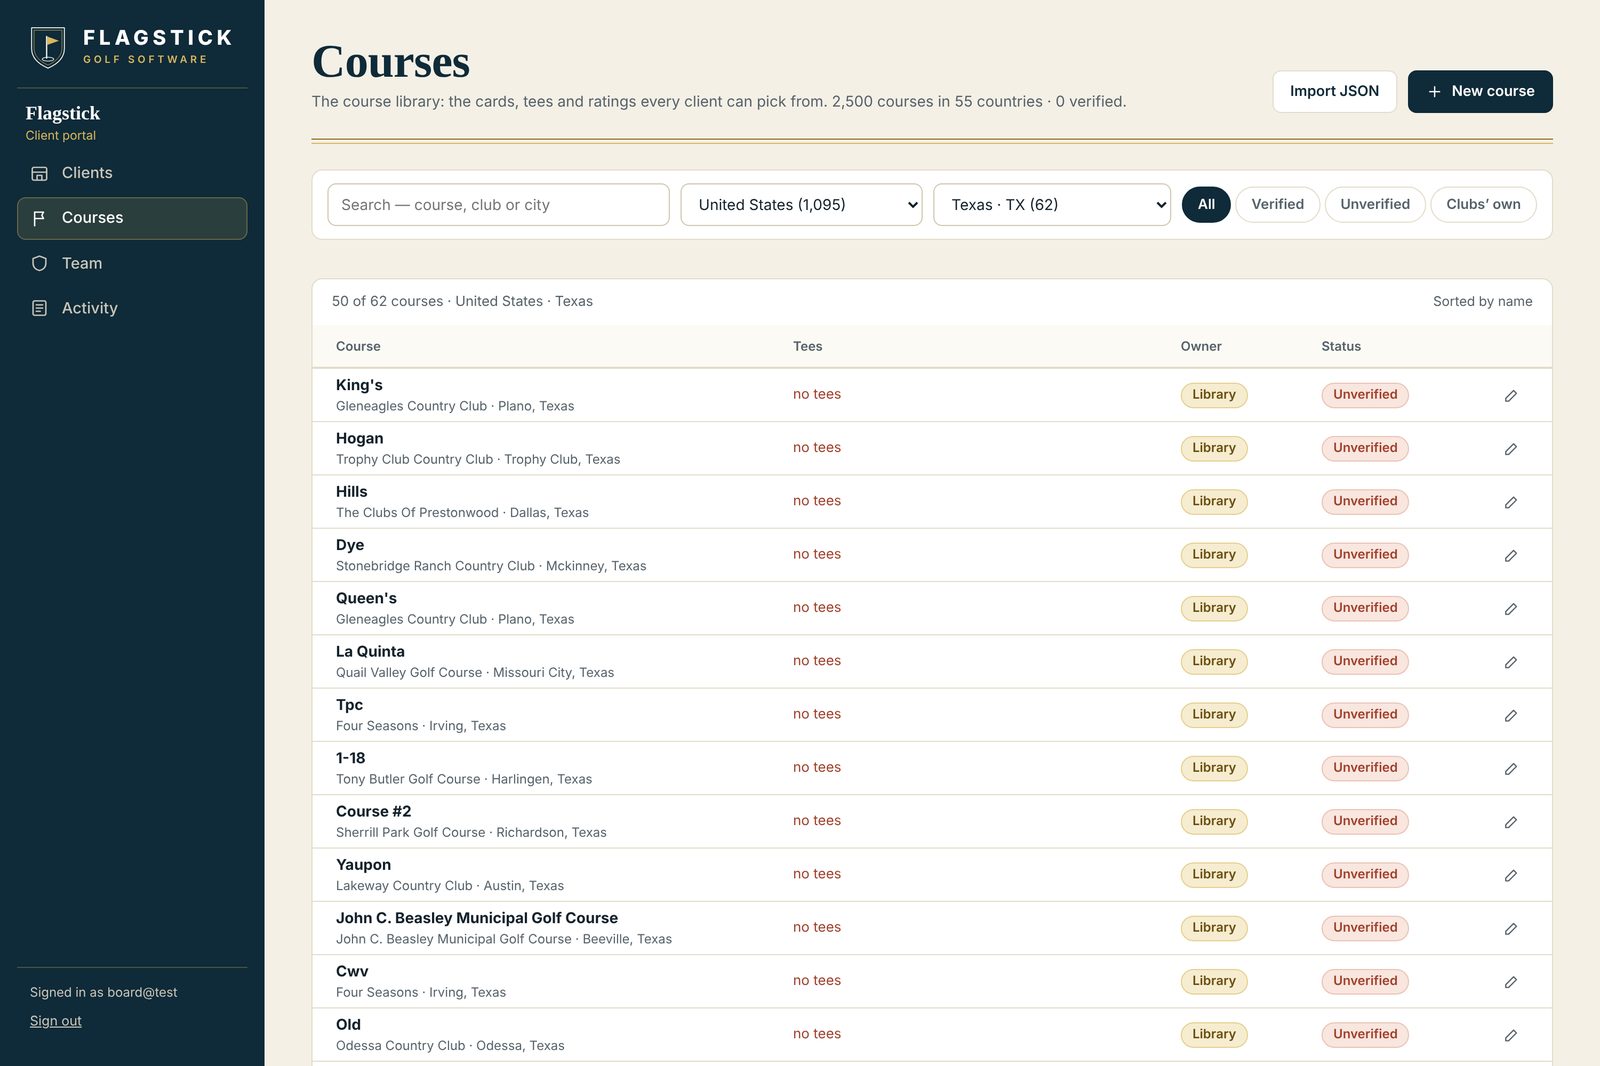 FLAGSTICK
GOLF SOFTWARE
Flagstick
Client portal
Clients
Courses
Team
Activity
Signed in as board@test
Sign out
Courses
The course library: the cards, tees and ratings every client can pick from. 2,500 courses in 55 countries · 0 verified.
Import JSON
+ New course
Search — course, club or city
United States (1,095)
Texas · TX (62)
All
Verified
Unverified
Clubs’ own
50 of 62 courses · United States · Texas
Sorted by name
Course Tees Owner Status
King's
Gleneagles Country Club · Plano, Texas
no tees Library Unverified
Hogan
Trophy Club Country Club · Trophy Club, Texas
no tees Library Unverified
Hills
The Clubs Of Prestonwood · Dallas, Texas
no tees Library Unverified
Dye
Stonebridge Ranch Country Club · Mckinney, Texas
no tees Library Unverified
Queen's
Gleneagles Country Club · Plano, Texas
no tees Library Unverified
La Quinta
Quail Valley Golf Course · Missouri City, Texas
no tees Library Unverified
Tpc
Four Seasons · Irving, Texas
no tees Library Unverified
1-18
Tony Butler Golf Course · Harlingen, Texas
no tees Library Unverified
Course #2
Sherrill Park Golf Course · Richardson, Texas
no tees Library Unverified
Yaupon
Lakeway Country Club · Austin, Texas
no tees Library Unverified
John C. Beasley Municipal Golf Course
John C. Beasley Municipal Golf Course · Beeville, Texas
no tees Library Unverified
Cwv
Four Seasons · Irving, Texas
no tees Library Unverified
Old
Odessa Country Club · Odessa, Texas
no tees Library Unverified